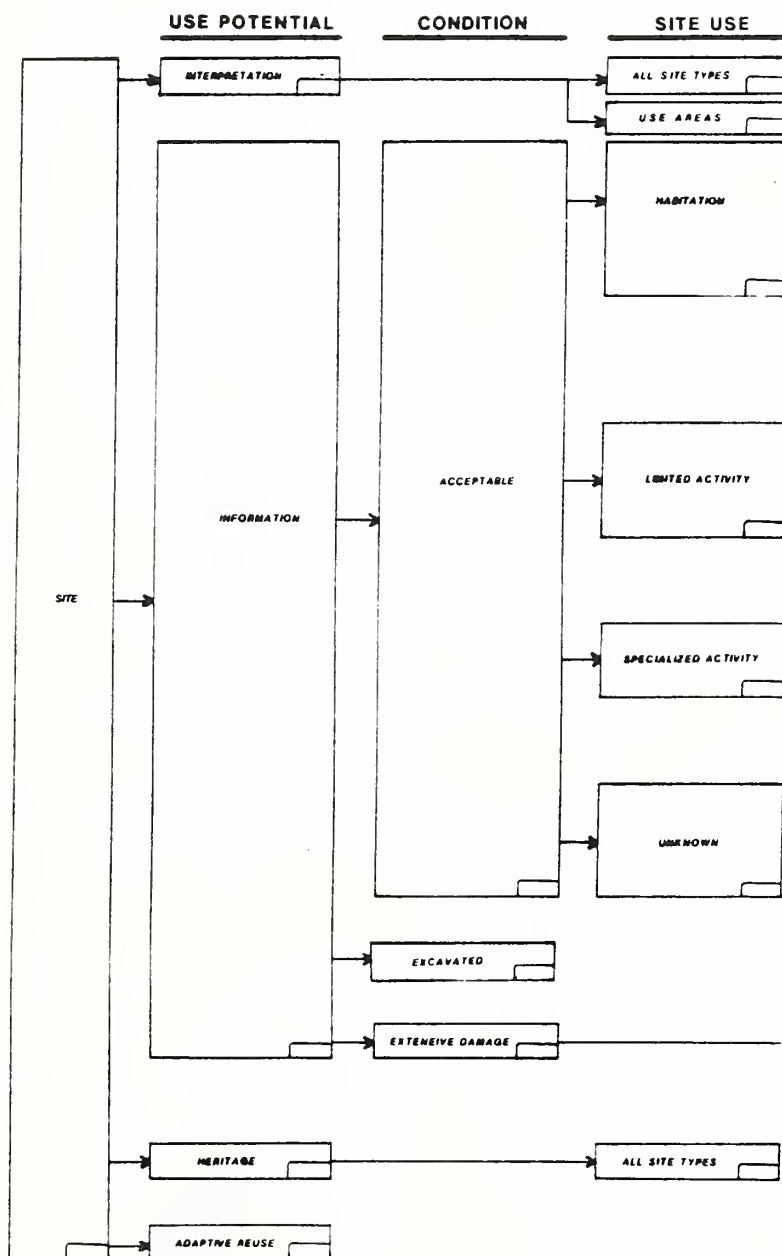 USE POTENTIAL CONDITION SITE USE
INTERPRETATION ALL SITE TYPES
USE AREAS
HABITATION
ACCEPTABLE LIMITED ACTIVITY
INFORMATION
SITE
SPECIALIZED ACTIVITY
UNKNOWN
EXCAVATED
EXTENEIVE DAMAGE
HERITAGE ALL SITE TYPES
ADAPTIVE REUSE